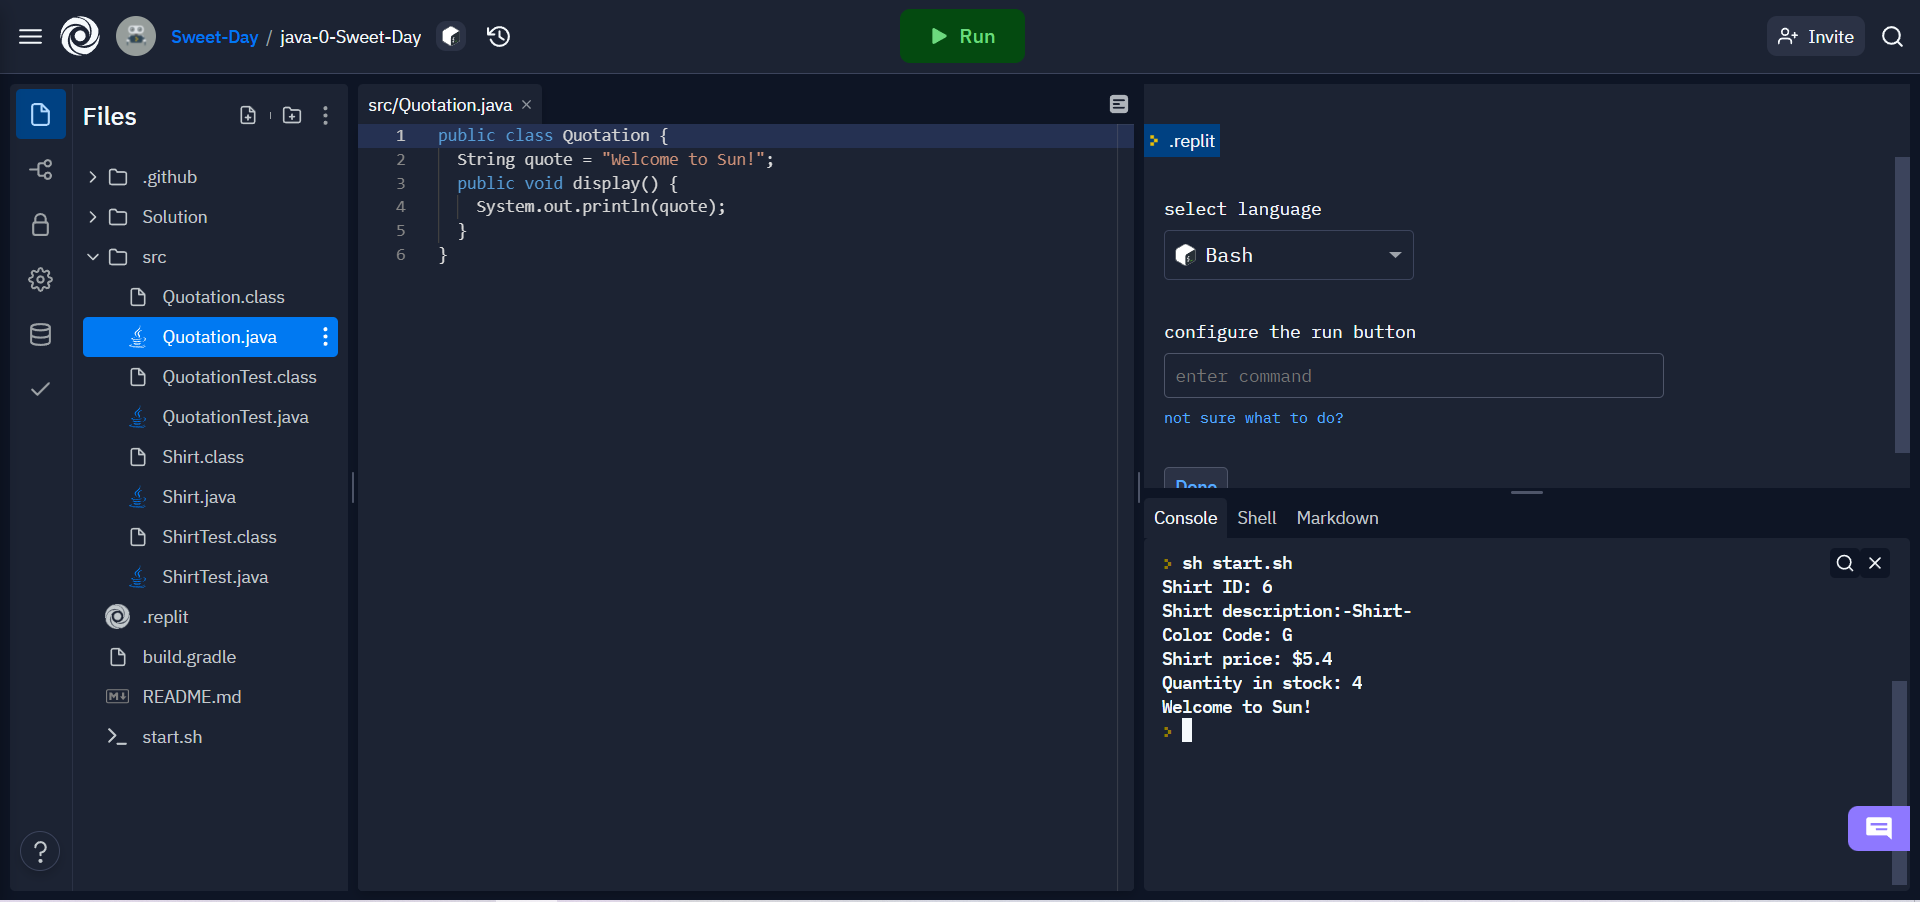 Sweet-Day / java-0-Sweet-Day
Run
Invite
Files
.github
Solution
src
Quotation.class
Quotation.java
QuotationTest.class
QuotationTest.java
Shirt.class
Shirt.java
ShirtTest.class
ShirtTest.java
.replit
build.gradle
README.md
start.sh
?
src/Quotation.java ×
1 public class Quotation {
2 String quote = "Welcome to Sun!";
3 public void display() {
4 System.out.println(quote);
5 }
6 }
.replit
select language
Bash
configure the run button
enter command
not sure what to do?
Done
Console Shell Markdown
sh start.sh
Shirt ID: 6
Shirt description:-Shirt-
Color Code: G
Shirt price: $5.4
Quantity in stock: 4
Welcome to Sun!